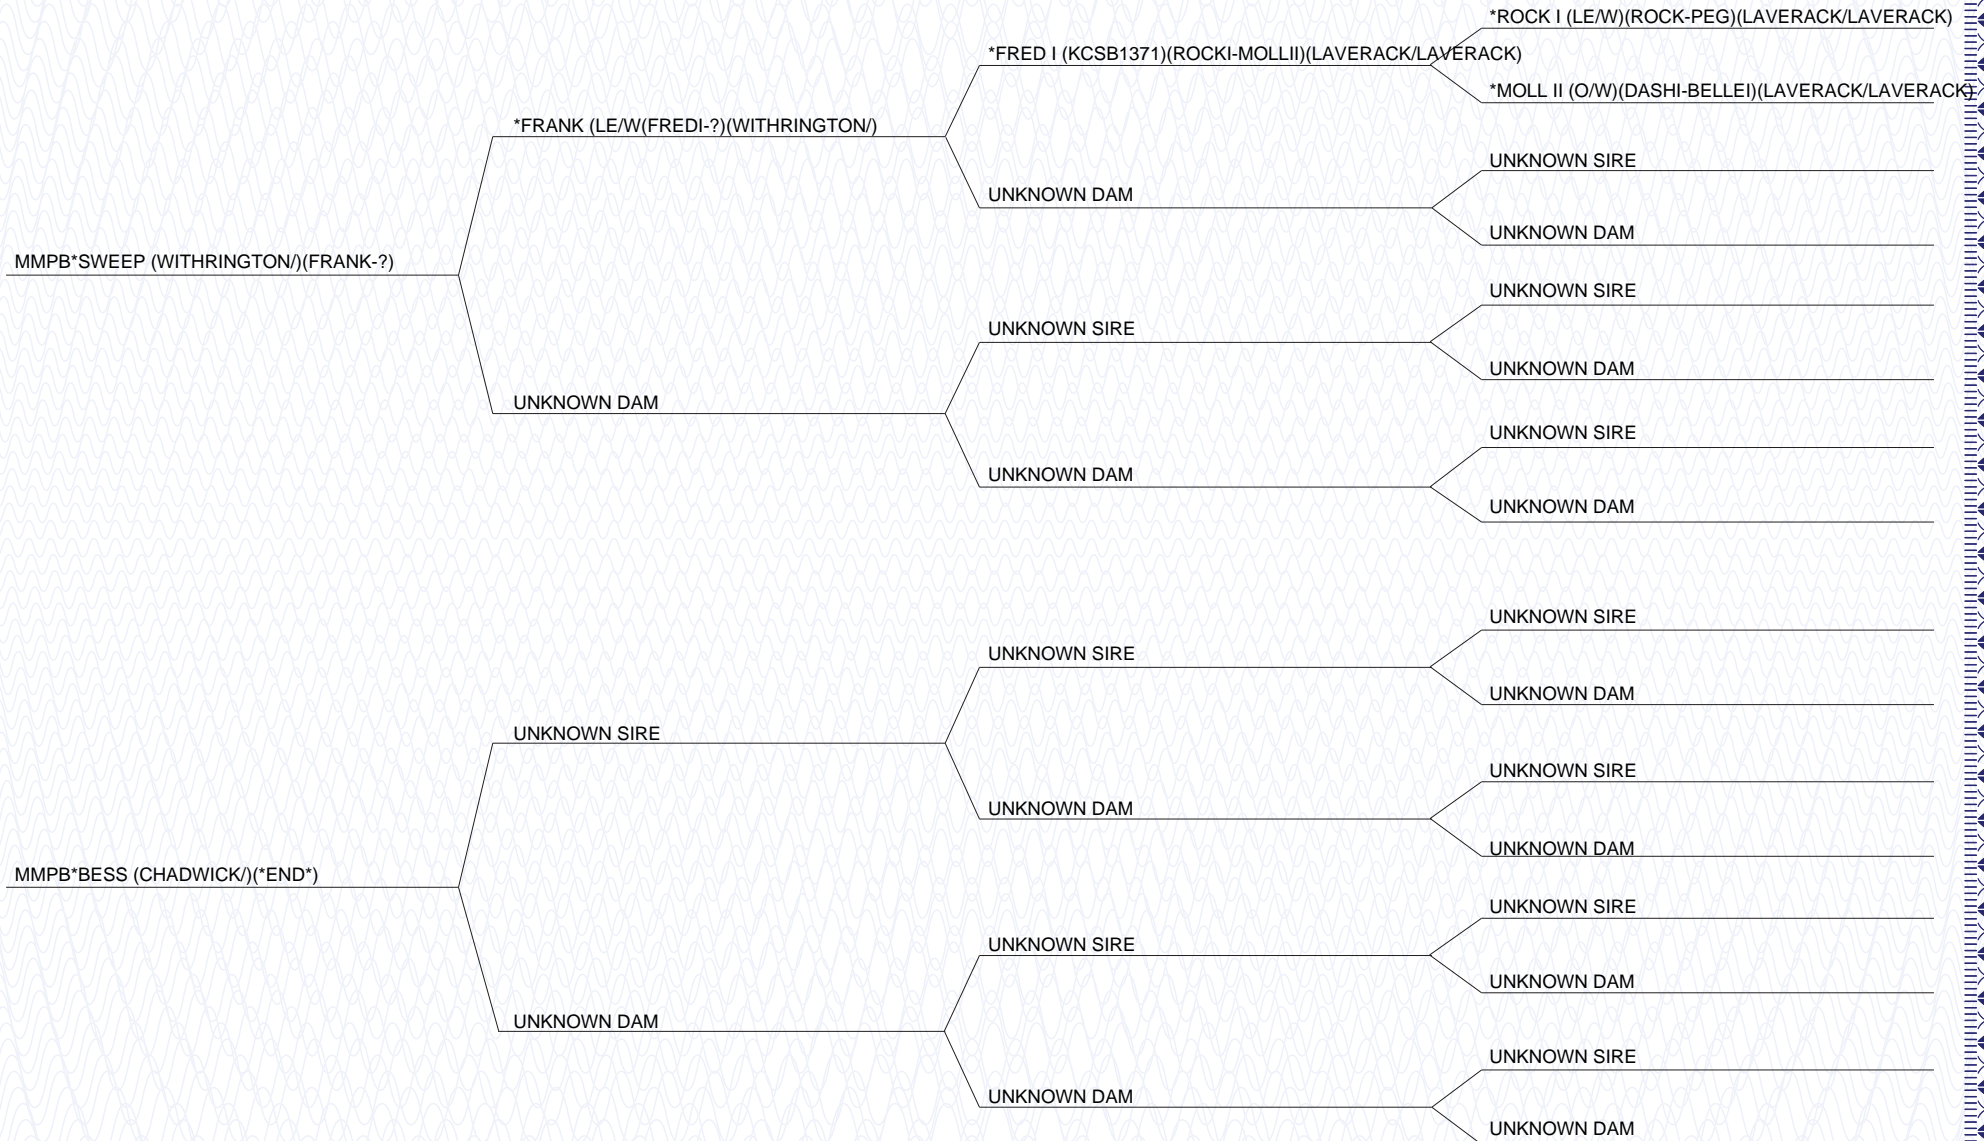 *ROCK I (LE/W)(ROCK-PEG)(LAVERACK/LAVERACK)
*FRED I (KCSB1371)(ROCKI-MOLLII)(LAVERACK/LAVERACK)
*MOLL II (O/W)(DASHI-BELLEI)(LAVERACK/LAVERACK)
*FRANK (LE/W(FREDI-?)(WITHRINGTON/)
UNKNOWN SIRE
UNKNOWN DAM
UNKNOWN DAM
MMPB*SWEEP (WITHRINGTON/)(FRANK-?)
UNKNOWN SIRE
UNKNOWN SIRE
UNKNOWN DAM
UNKNOWN DAM
UNKNOWN SIRE
UNKNOWN DAM
UNKNOWN DAM
UNKNOWN SIRE
UNKNOWN SIRE
UNKNOWN DAM
UNKNOWN SIRE
UNKNOWN SIRE
UNKNOWN DAM
UNKNOWN DAM
MMPB*BESS (CHADWICK/)(*END*)
UNKNOWN SIRE
UNKNOWN SIRE
UNKNOWN DAM
UNKNOWN DAM
UNKNOWN SIRE
UNKNOWN DAM
UNKNOWN DAM